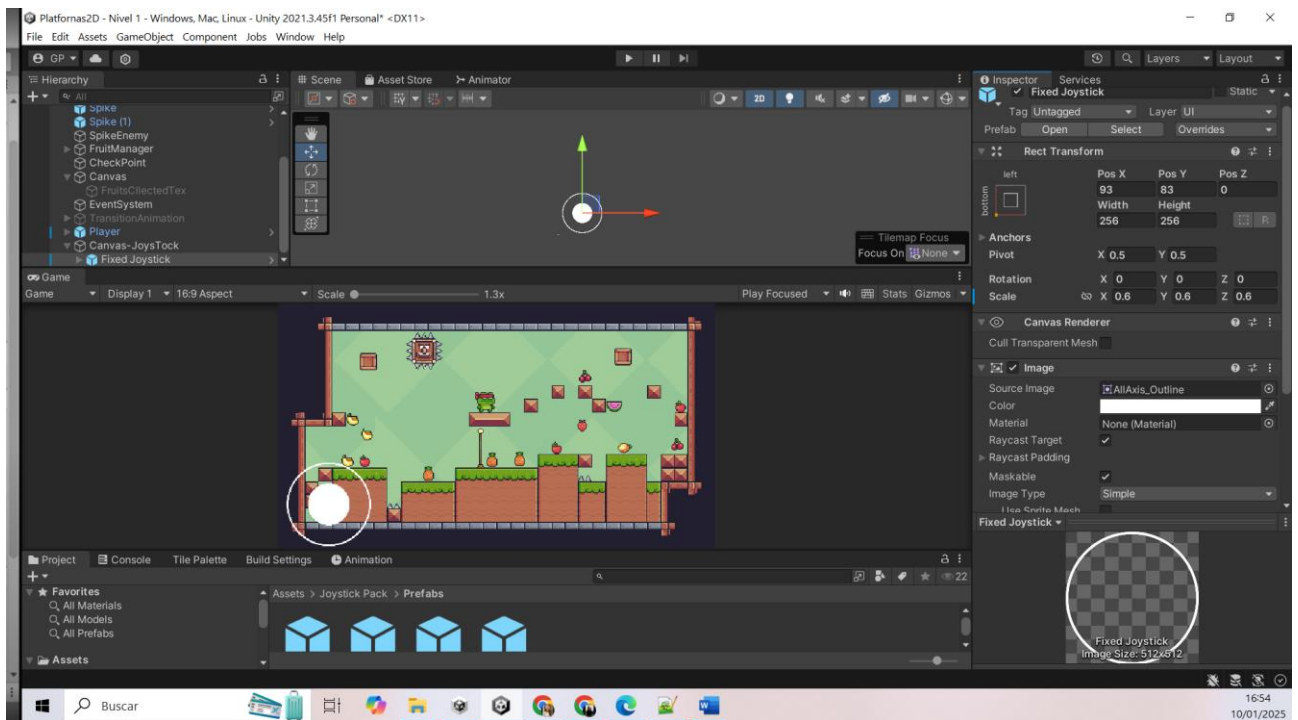 Platfornas2D - Nivel 1 - Windows, Mac, Linux - Unity 2021.3.45f1 Personal* <DX11>
File Edit Assets GameObject Component Jobs Window Help
GP
Layers
Layout
Hierarchy
All
Spike
Spike (1)
SpikeEnemy
FruitManager
CheckPoint
Canvas
FruitsCllectedTex
EventSystem
TransitionAnimation
Player
Canvas-JoysTock
Fixed Joystick
Scene Asset Store Animator
2D
Tilemap Focus
Focus On None
Game
Game Display 1 16:9 Aspect Scale 1.3x Play Focused Stats Gizmos
Project Console Tile Palette Build Settings Animation
22
Favorites
All Materials
All Models
All Prefabs
Assets
Assets > Joystick Pack > Prefabs
Inspector Services
Fixed Joystick Static
Tag Untagged Layer UI
Prefab Open Select Overrides
Rect Transform
left Pos X Pos Y Pos Z
bottom 93 83 0
Width Height
256 256 R
Anchors
Pivot X 0.5 Y 0.5
Rotation X 0 Y 0 Z 0
Scale X 0.6 Y 0.6 Z 0.6
Canvas Renderer
Cull Transparent Mesh
Image
Source Image AllAxis_Outline
Color
Material None (Material)
Raycast Target
Raycast Padding
Maskable
Image Type Simple
Use Sprite Mesh
Fixed Joystick
Fixed Joystick
Image Size: 512x512
Buscar
16:54
10/01/2025